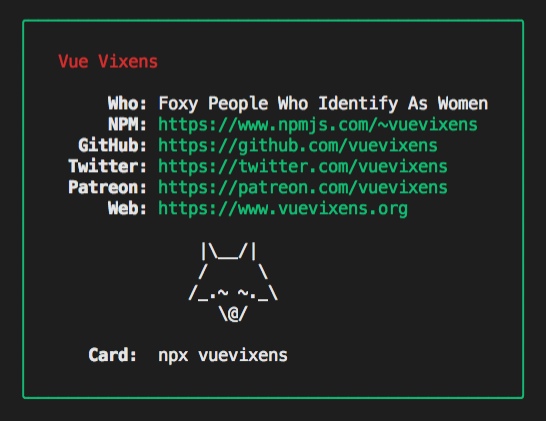 Vue Vixens
Who: Foxy People Who Identify As Women
NPM: https://www.npmjs.com/~vuevixens
GitHub: https://github.com/vuevixens
Twitter: https://twitter.com/vuevixens
Patreon: https://patreon.com/vuevixens
Web: https://www.vuevixens.org
|\__/|
/     \
/_.~ ~._\
\@/
Card: npx vuevixens